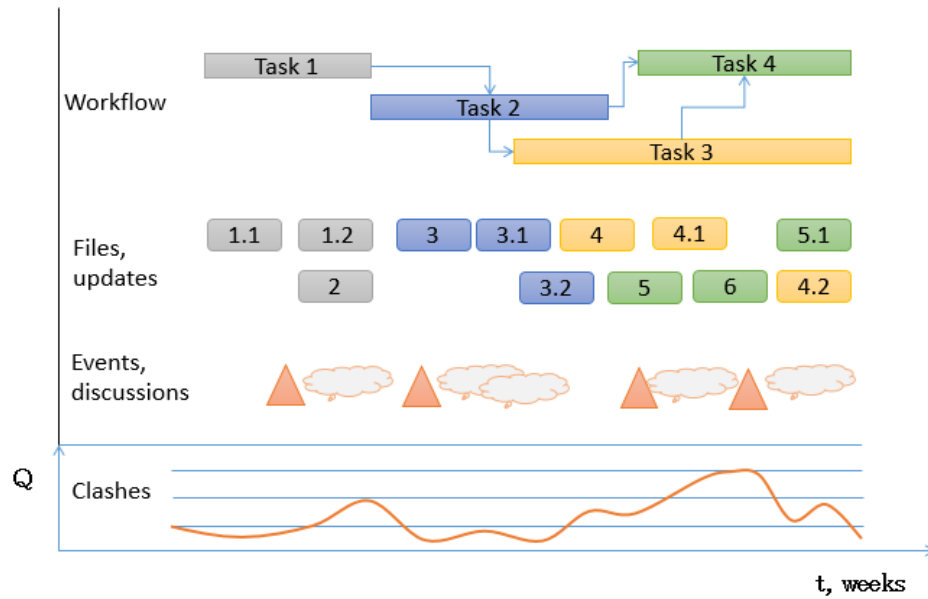 Task 1
Task 4
Workflow
Task 2
Task 3
1.1
1.2
3
3.1
4
4.1
5.1
Files,
updates
2
3.2
5
6
4.2
Events,
discussions
Q
Clashes
t, weeks